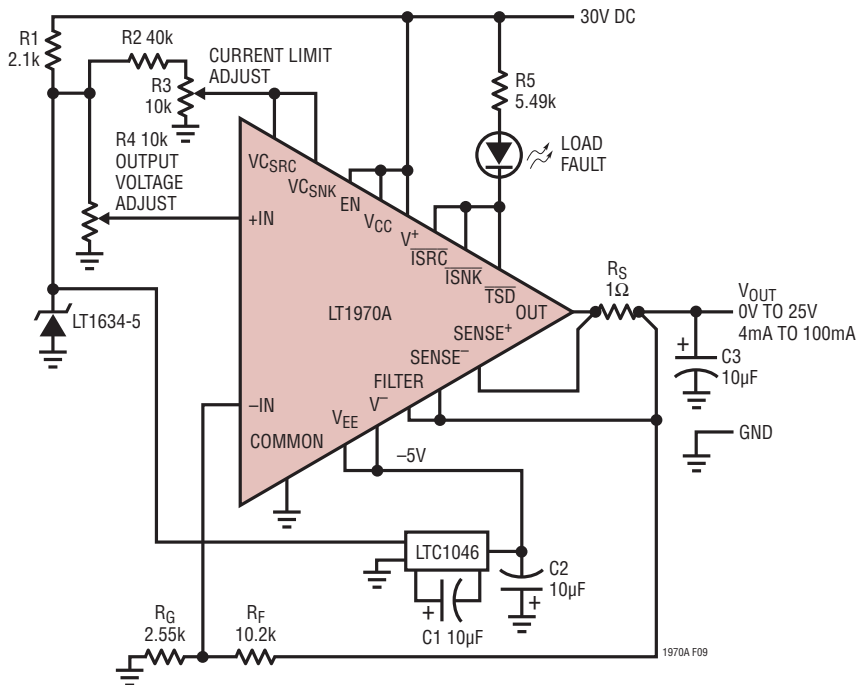 30V DC
R1
2.1k
R2 40k
R3
10k
CURRENT LIMIT
ADJUST
R4 10k
OUTPUT
VOLTAGE
ADJUST
R5
5.49k
LOAD
FAULT
VCSRC
VCSNK
EN
VCC
V+
ISRC
ISNK
TSD
+IN
LT1970A
OUT
SENSE+
SENSE–
FILTER
V–
VEE
–IN
COMMON
RS
1Ω
VOUT
0V TO 25V
4mA TO 100mA
C3
10µF
+
GND
LT1634-5
–5V
LTC1046
C2
10µF
+
+
C1 10µF
RG
2.55k
RF
10.2k
1970A F09